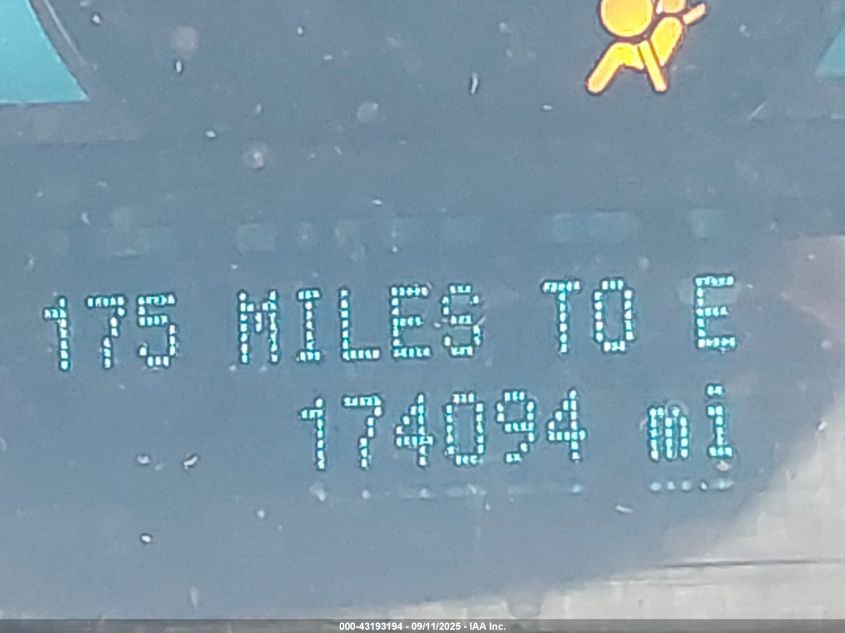 175 MILES TO E
174094 mi
000-43193194 - 09/11/2025 - IAA Inc.